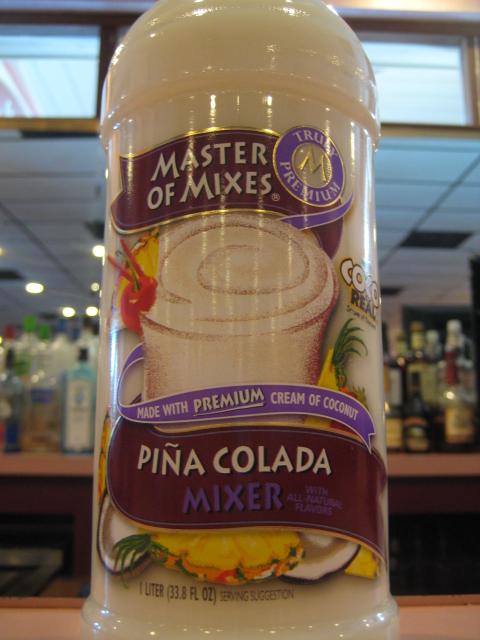 MASTER
OF MIXES®
TRULY
M
PREMIUM
COCO
REAL
MADE WITH PREMIUM CREAM OF COCONUT
PIÑA COLADA
MIXER
WITH
ALL-NATURAL
FLAVORS
1 LITER (33.8 FL OZ) SERVING SUGGESTION